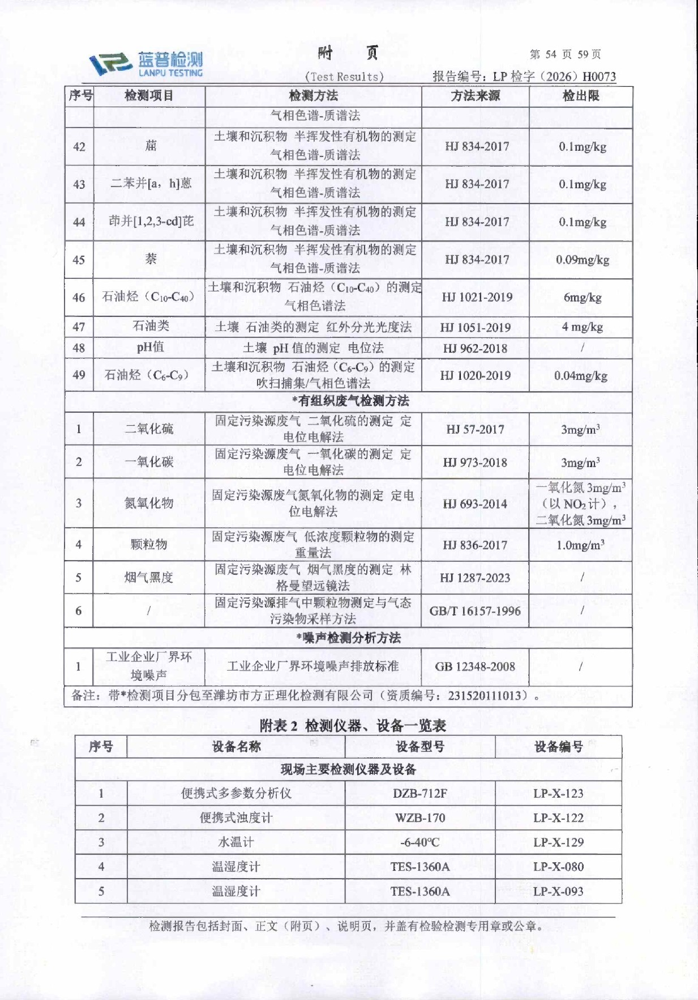 蓝普检测
LANPU TESTING
附 页
(Test Results)
第 54 页 59页
报告编号：LP 检字（2026）H0073
序号 检测项目 检测方法 方法来源 检出限
气相色谱-质谱法
42 䓛 土壤和沉积物 半挥发性有机物的测定 HJ 834-2017 0.1mg/kg
气相色谱-质谱法
43 二苯并[a，h]蒽 土壤和沉积物 半挥发性有机物的测定 HJ 834-2017 0.1mg/kg
气相色谱-质谱法
44 茚并[1,2,3-cd]芘 土壤和沉积物 半挥发性有机物的测定 HJ 834-2017 0.1mg/kg
气相色谱-质谱法
45 萘 土壤和沉积物 半挥发性有机物的测定 HJ 834-2017 0.09mg/kg
气相色谱-质谱法
46 石油烃（C10-C40） 土壤和沉积物 石油烃（C10-C40）的测定 HJ 1021-2019 6mg/kg
气相色谱法
47 石油类 土壤 石油类的测定 红外分光光度法 HJ 1051-2019 4 mg/kg
48 pH值 土壤 pH 值的测定 电位法 HJ 962-2018 /
49 石油烃（C6-C9） 土壤和沉积物 石油烃（C6-C9）的测定 HJ 1020-2019 0.04mg/kg
吹扫捕集/气相色谱法
*有组织废气检测方法
1 二氧化硫 固定污染源废气 二氧化硫的测定 定 HJ 57-2017 3mg/m³
电位电解法
2 一氧化碳 固定污染源废气 一氧化碳的测定 定 HJ 973-2018 3mg/m³
电位电解法
3 氮氧化物 固定污染源废气氮氧化物的测定 定电 HJ 693-2014 一氧化氮 3mg/m³
位电解法 （以 NO2计），
二氧化氮 3mg/m³
4 颗粒物 固定污染源废气 低浓度颗粒物的测定 HJ 836-2017 1.0mg/m³
重量法
5 烟气黑度 固定污染源废气 烟气黑度的测定 林 HJ 1287-2023 /
格曼望远镜法
6 / 固定污染源排气中颗粒物测定与气态 GB/T 16157-1996 /
污染物采样方法
*噪声检测分析方法
1 工业企业厂界环 工业企业厂界环境噪声排放标准 GB 12348-2008 /
境噪声
备注：带*检测项目分包至潍坊市方正理化检测有限公司（资质编号：231520111013）。
附表 2 检测仪器、设备一览表
序号 设备名称 设备型号 设备编号
现场主要检测仪器及设备
1 便携式多参数分析仪 DZB-712F LP-X-123
2 便携式浊度计 WZB-170 LP-X-122
3 水温计 -6-40℃ LP-X-129
4 温湿度计 TES-1360A LP-X-080
5 温湿度计 TES-1360A LP-X-093
检测报告包括封面、正文（附页）、说明页，并盖有检验检测专用章或公章。